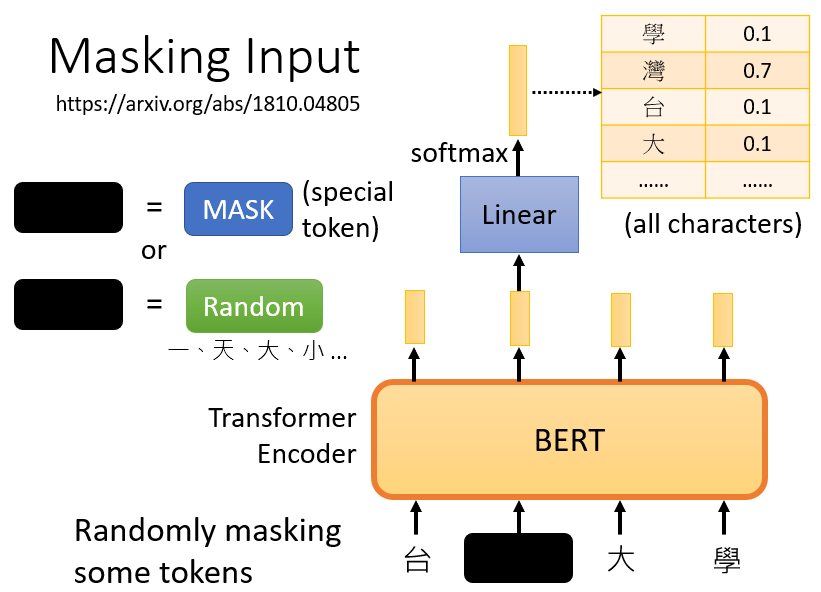 Masking Input
https://arxiv.org/abs/1810.04805
學 0.1
灣 0.7
台 0.1
大 0.1
...... ......
(all characters)
softmax
Linear
= MASK (special
token)
or
= Random
一、天、大、小 ...
Transformer
Encoder
BERT
Randomly masking
some tokens
台 大 學